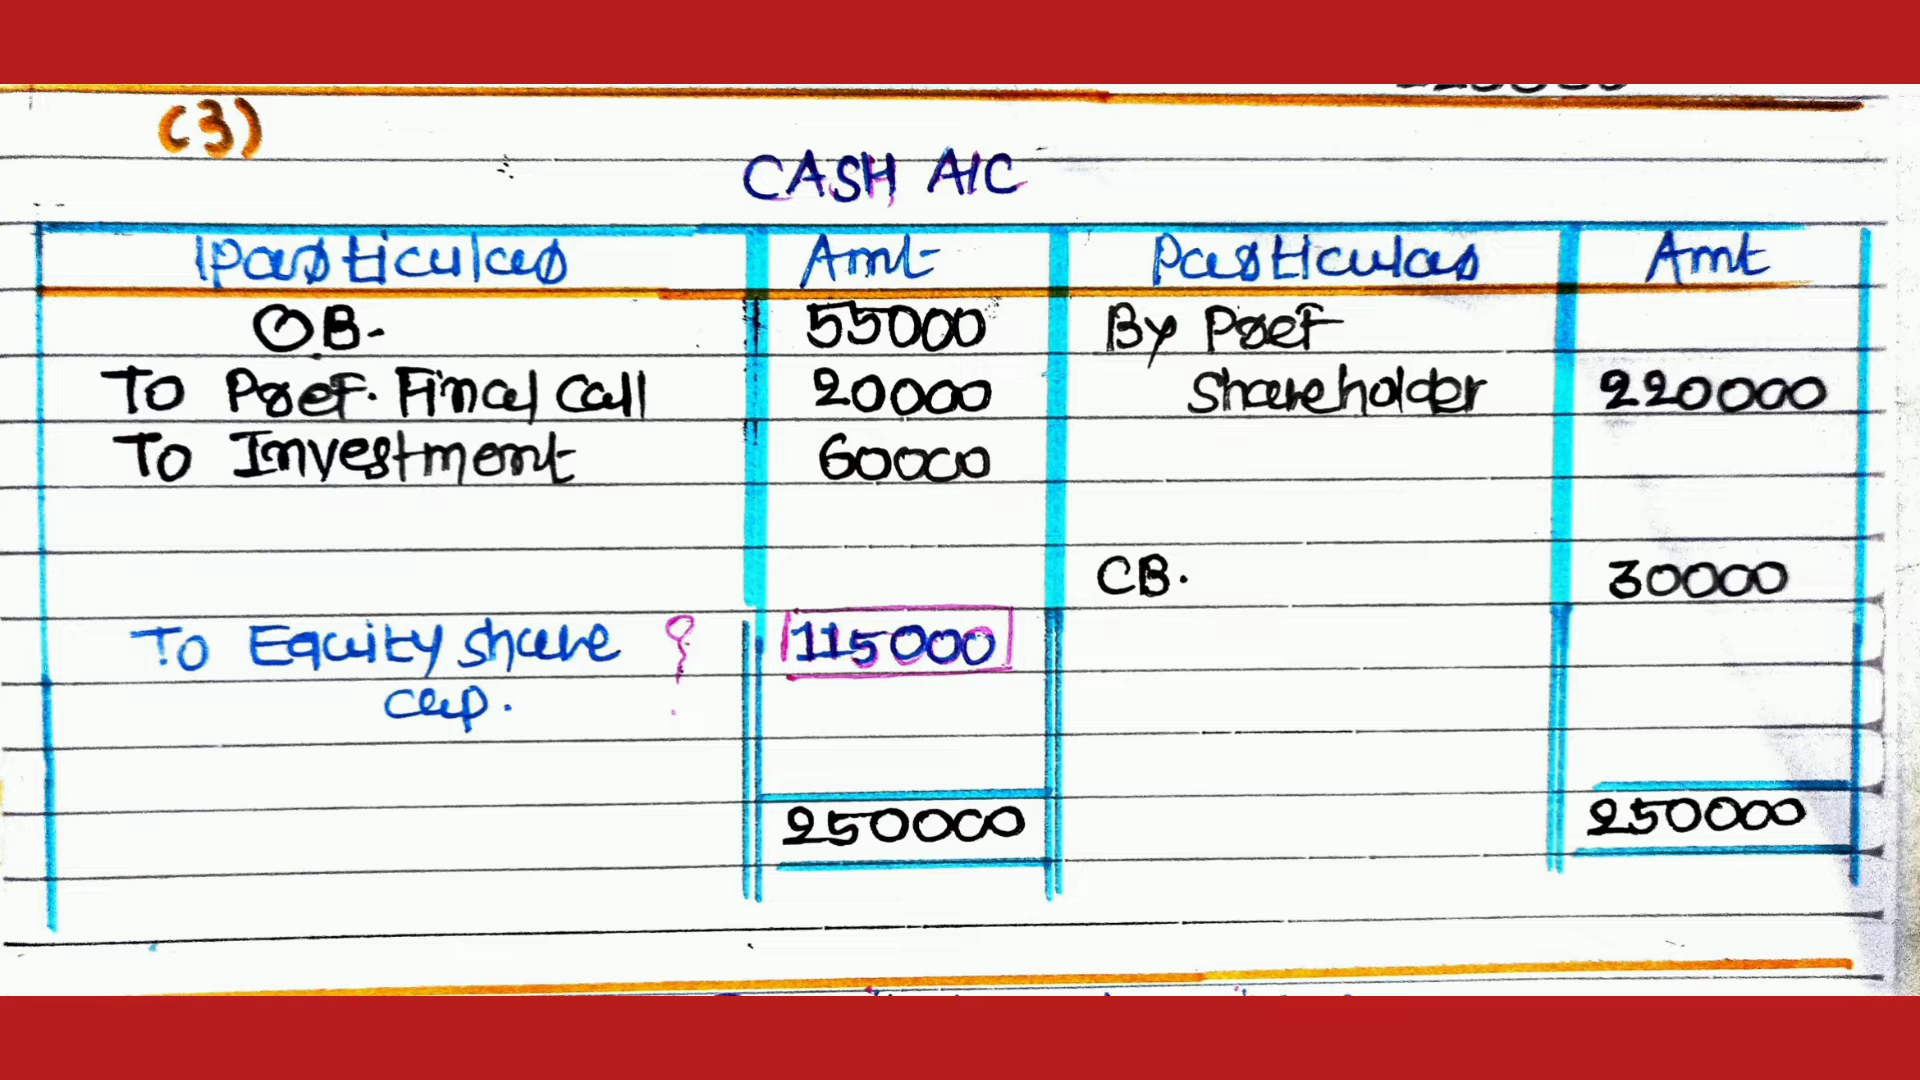 (3)
CASH A/C
Particulars Amt Particulars Amt
OB. 55000 By Pref
To Pref. Final Call 20000 Shareholder 220000
To Investment 60000
CB. 30000
To Equity share ? 115000
cap.
250000 250000